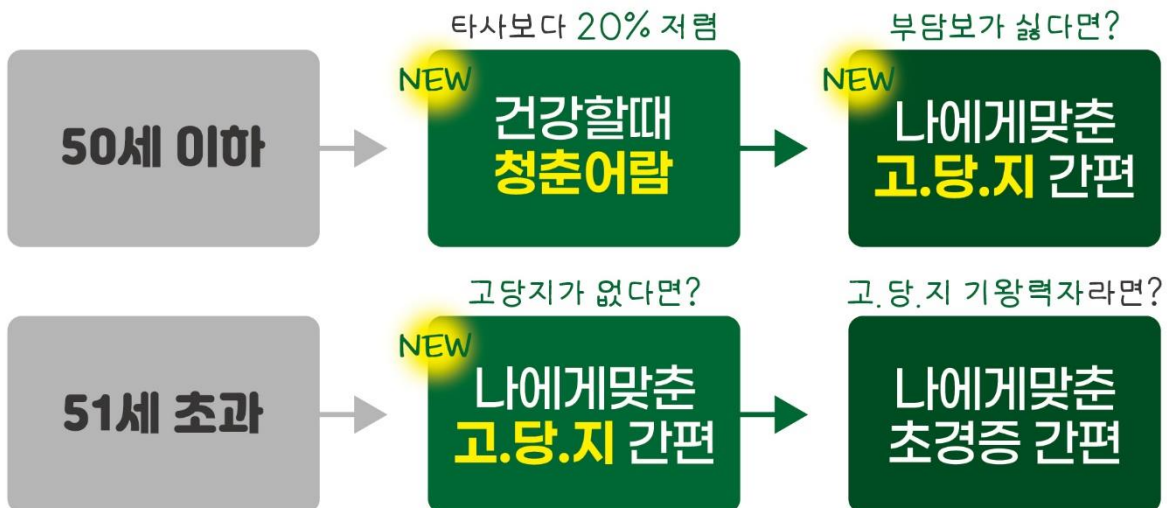 타사보다 20% 저렴
부담보가 싫다면?
50세 이하
NEW
건강할때
청춘어람
NEW
나에게맞춘
고.당.지 간편
고당지가 없다면?
고.당.지 기왕력자라면?
51세 초과
NEW
나에게맞춘
고.당.지 간편
나에게맞춘
초경증 간편